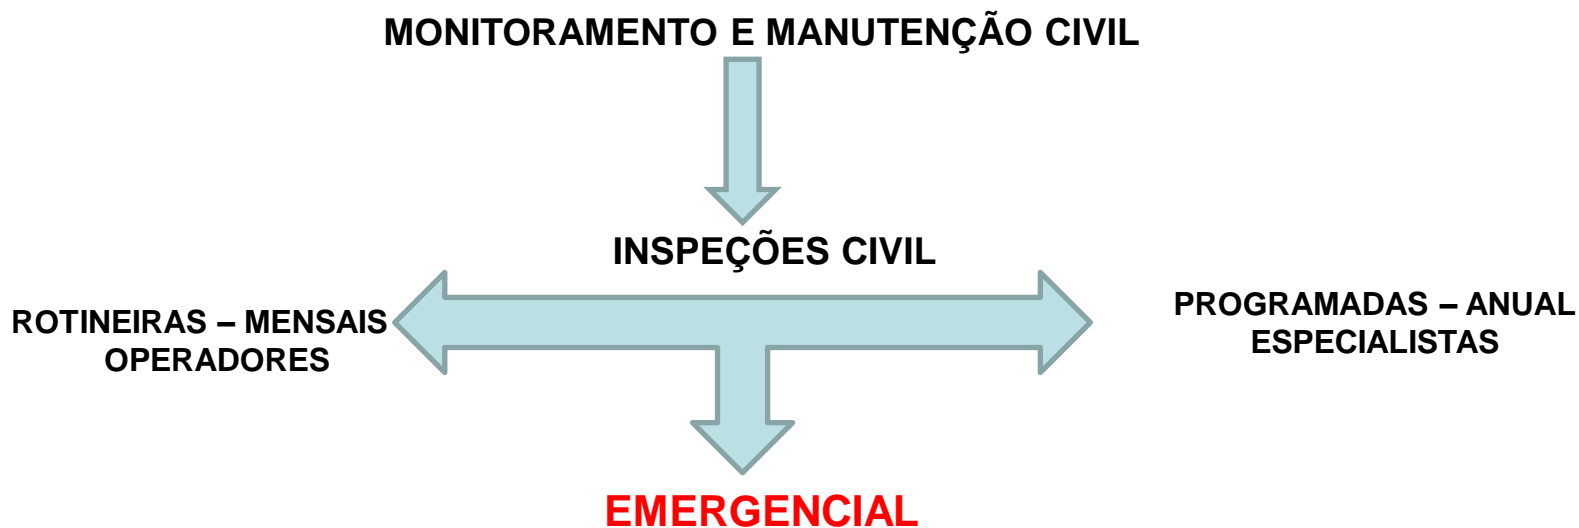 MONITORAMENTO E MANUTENÇÃO CIVIL
INSPEÇÕES CIVIL
ROTINEIRAS – MENSAIS
OPERADORES
PROGRAMADAS – ANUAL
ESPECIALISTAS
EMERGENCIAL